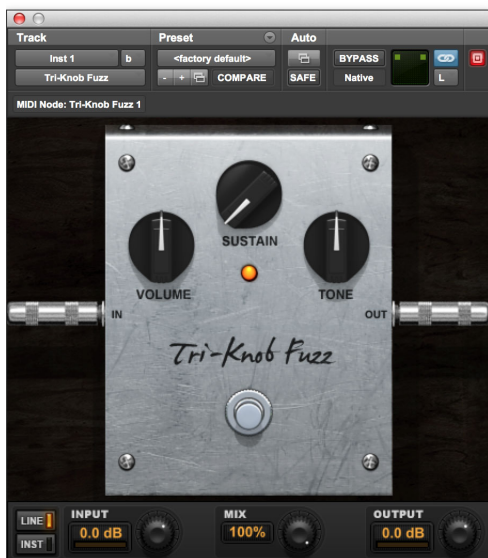 Track Preset Auto
Inst 1 b <factory default> BYPASS
Tri-Knob Fuzz - + COMPARE SAFE Native L
MIDI Node: Tri-Knob Fuzz 1
SUSTAIN
VOLUME TONE
IN OUT
Tri-Knob Fuzz
LINE INPUT MIX OUTPUT
0.0 dB 100% 0.0 dB
INST